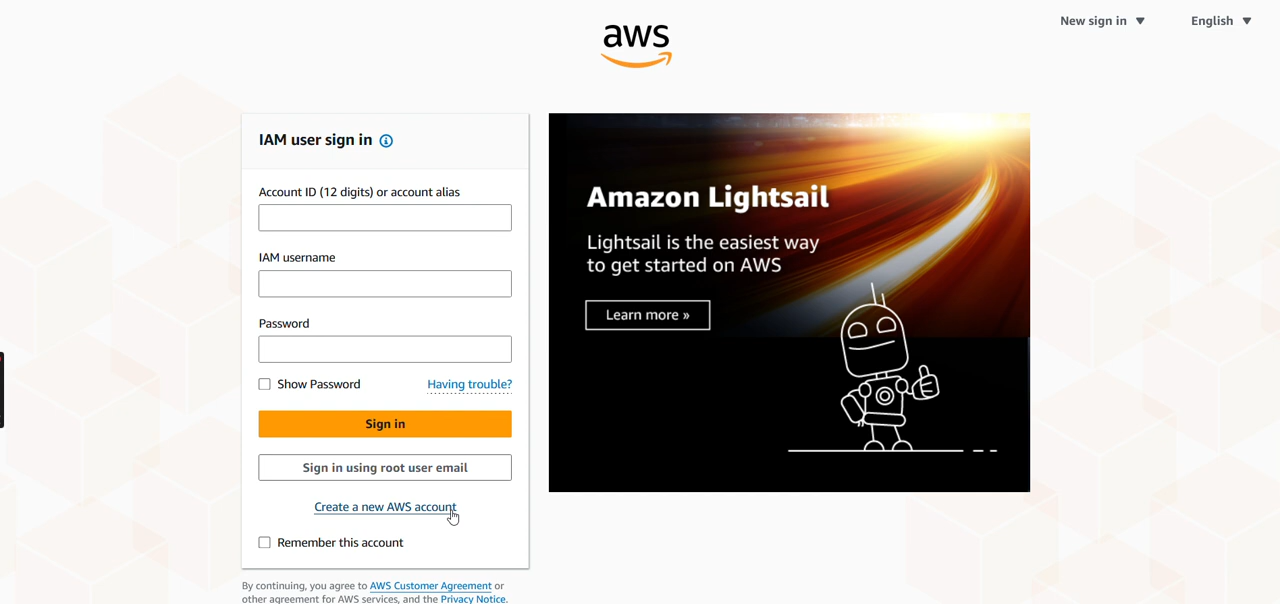 New sign in
English
aws
IAM user sign in
Account ID (12 digits) or account alias
IAM username
Password
Show Password
Having trouble?
Sign in
Sign in using root user email
Create a new AWS account
Remember this account
By continuing, you agree to AWS Customer Agreement or
other agreement for AWS services, and the Privacy Notice.
Amazon Lightsail
Lightsail is the easiest way
to get started on AWS
Learn more »